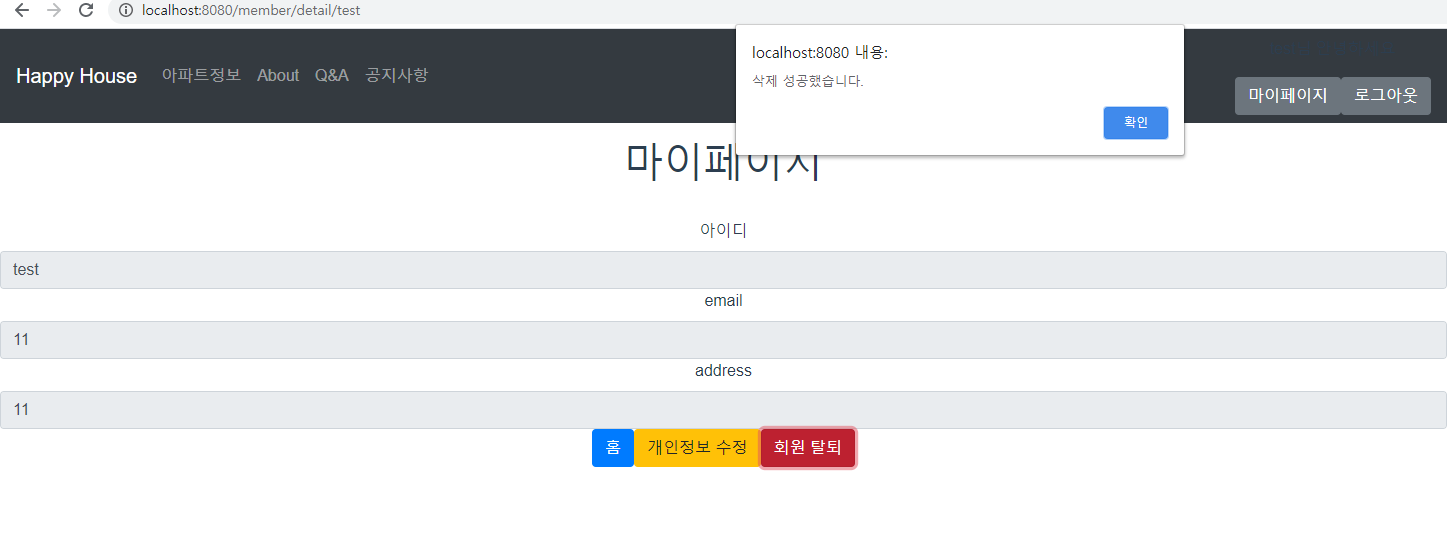 localhost:8080/member/detail/test
localhost:8080 내용:
삭제 성공했습니다.
확인
Happy House 아파트정보 About Q&A 공지사항
마이페이지 로그아웃
마이페이지
아이디
test
email
11
address
11
홈 개인정보 수정 회원 탈퇴